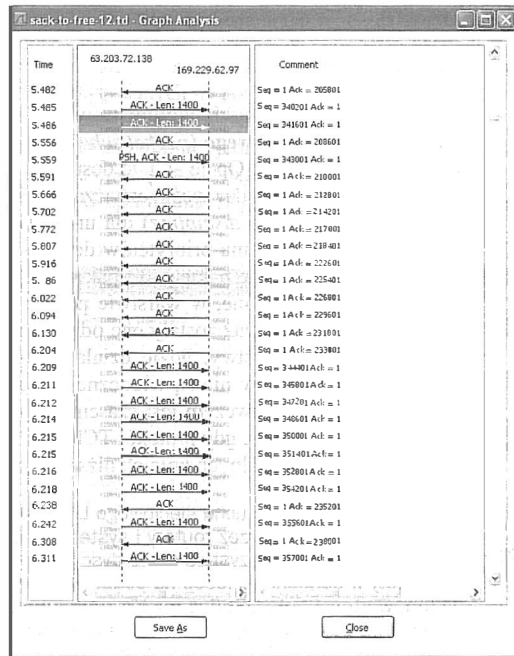 sack-to-free-12.td - Graph Analysis
Time
63.203.72.138
169.229.62.97
Comment
5.482 ACK Seq = 1 Ack = 205801
5.485 ACK - Len: 1400 Seq = 340201 Ack = 1
5.486 ACK - Len: 1400 Seq = 341601 Ack = 1
5.556 ACK Seq = 1 Ack = 208601
5.559 PSH, ACK - Len: 1400 Seq = 343001 Ack = 1
5.591 ACK Seq = 1 Ack = 210001
5.666 ACK Seq = 1 Ack = 212801
5.702 ACK Seq = 1 Ack = 214201
5.772 ACK Seq = 1 Ack = 217001
5.807 ACK Seq = 1 Ack = 218401
5.916 ACK Seq = 1 Ack = 222601
5. 86 ACK Seq = 1 Ack = 225401
6.022 ACK Seq = 1 Ack = 226801
6.094 ACK Seq = 1 Ack = 229601
6.130 ACK Seq = 1 Ack = 231001
6.204 ACK Seq = 1 Ack = 233801
6.209 ACK - Len: 1400 Seq = 344401 Ack = 1
6.211 ACK - Len: 1400 Seq = 345801 Ack = 1
6.212 ACK - Len: 1400 Seq = 347201 Ack = 1
6.214 ACK - Len: 1400 Seq = 348601 Ack = 1
6.215 ACK - Len: 1400 Seq = 350001 Ack = 1
6.215 ACK - Len: 1400 Seq = 351401 Ack = 1
6.216 ACK - Len: 1400 Seq = 352801 Ack = 1
6.218 ACK - Len: 1400 Seq = 354201 Ack = 1
6.238 ACK Seq = 1 Ack = 235201
6.242 ACK - Len: 1400 Seq = 355601 Ack = 1
6.308 ACK Seq = 1 Ack = 238001
6.311 ACK - Len: 1400 Seq = 357001 Ack = 1
Save As
Close